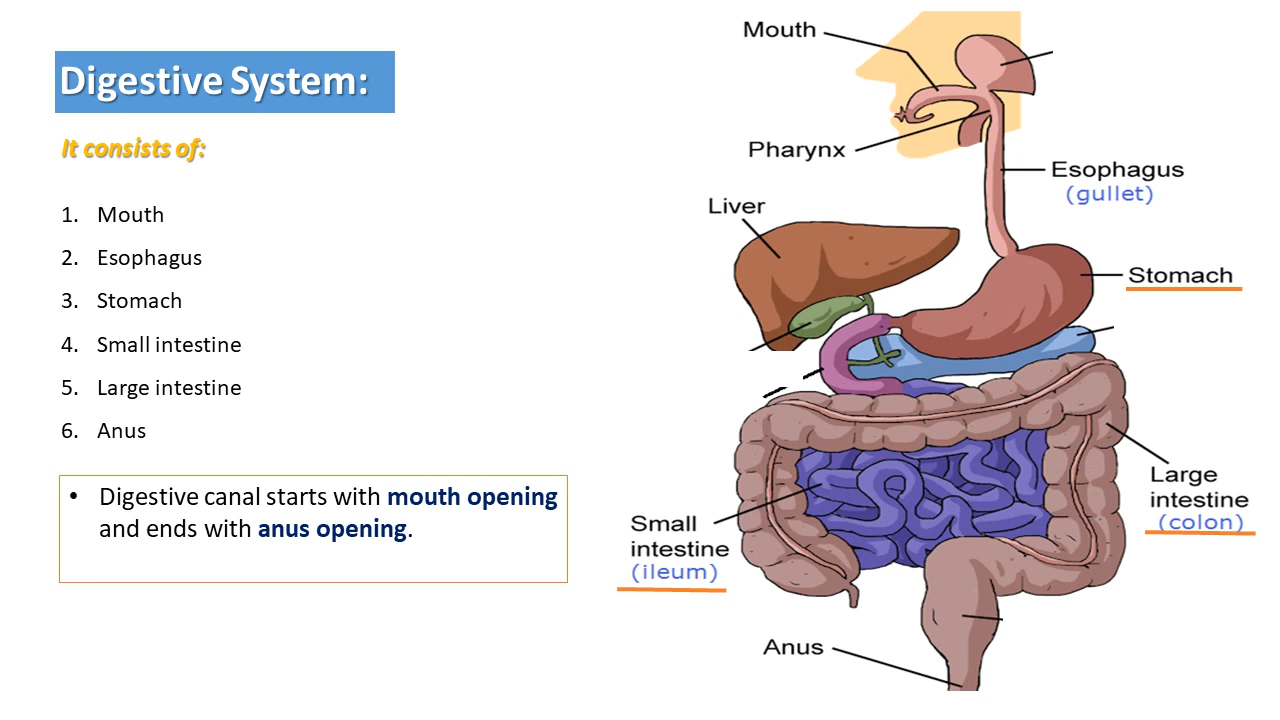 Digestive System:
It consists of:
1. Mouth
2. Esophagus
3. Stomach
4. Small intestine
5. Large intestine
6. Anus
• Digestive canal starts with mouth opening
and ends with anus opening.
Mouth
Pharynx
Esophagus
(gullet)
Liver
Stomach
Large
intestine
(colon)
Small
intestine
(ileum)
Anus